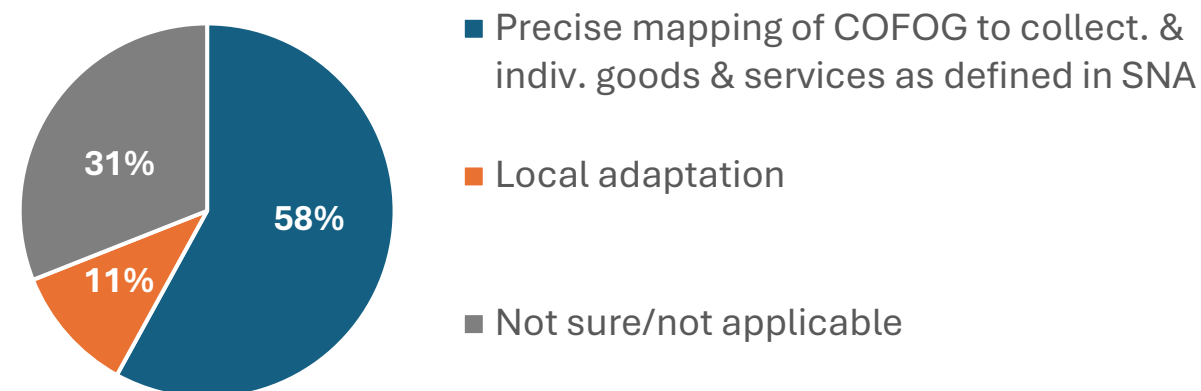 Precise mapping of COFOG to collect. &
indiv. goods & services as defined in SNA
31%
Local adaptation
58%
11%
Not sure/not applicable